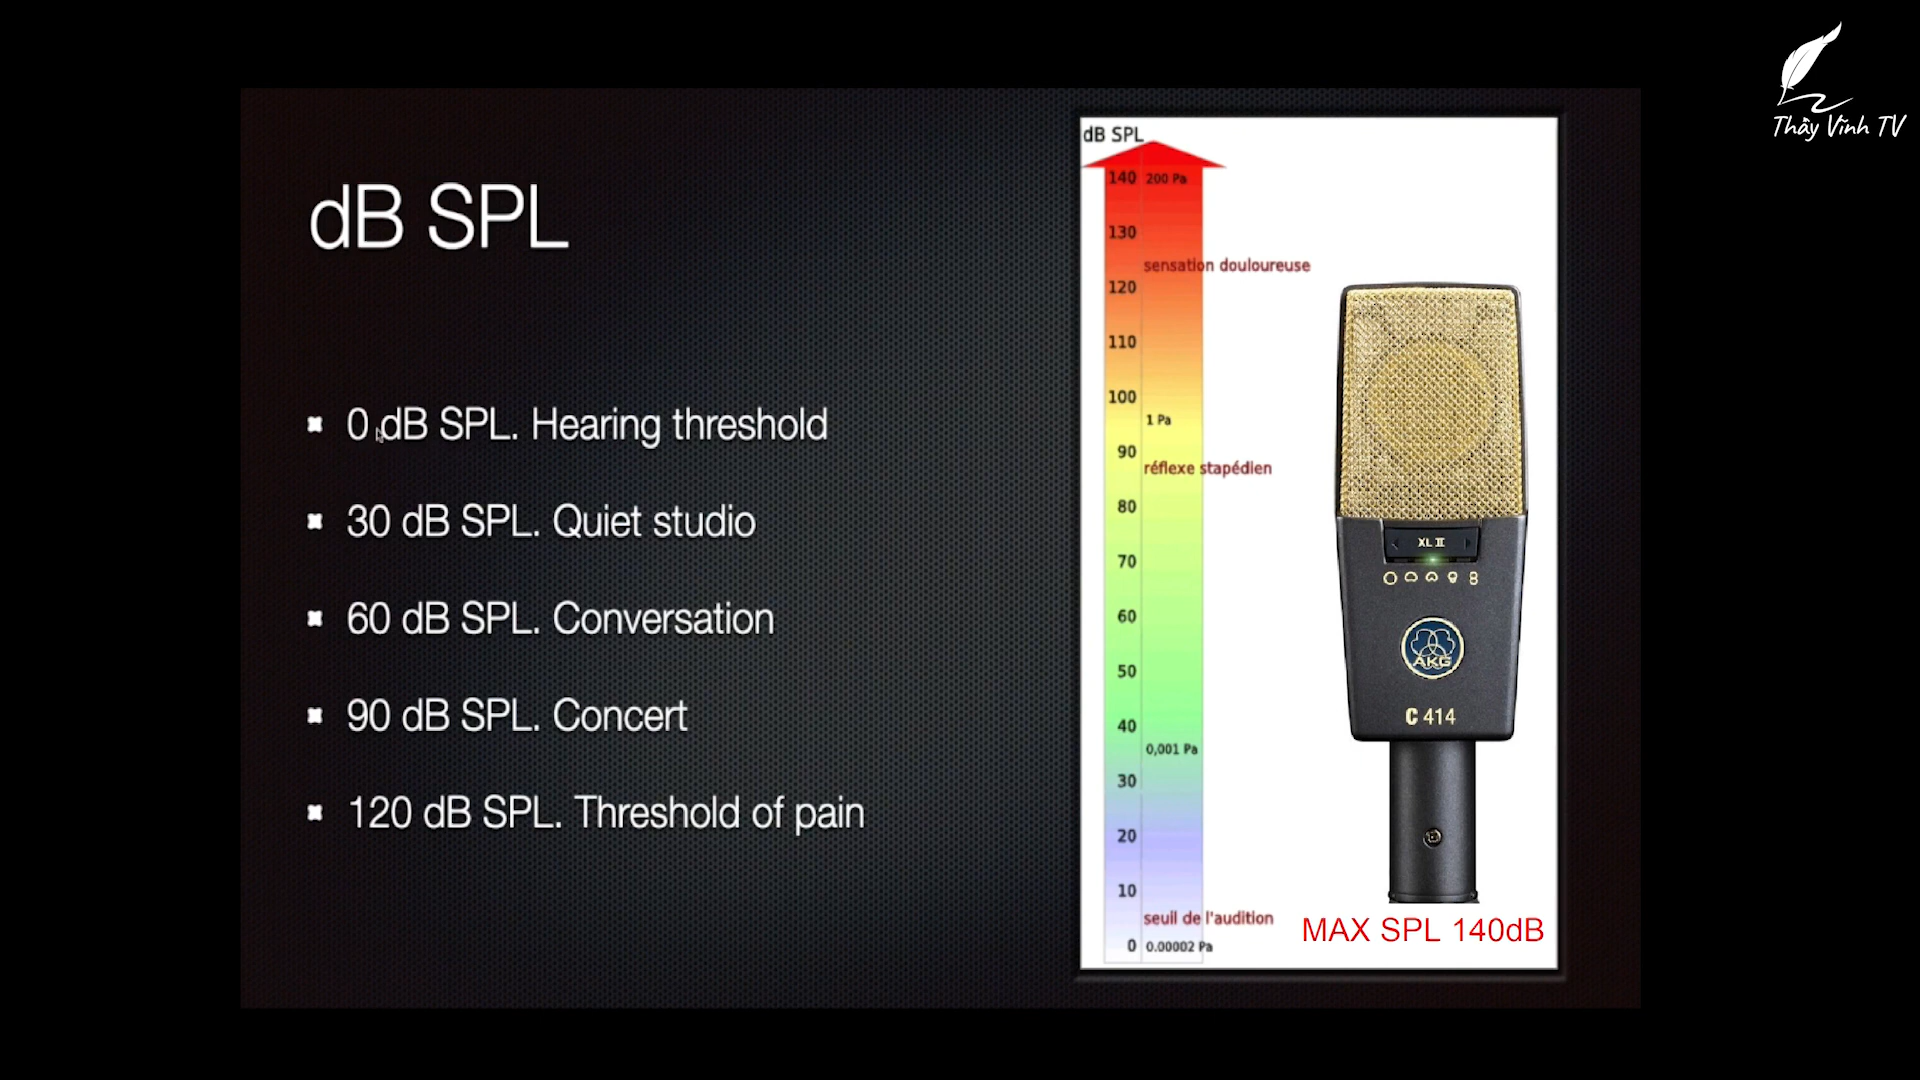 Thầy Vĩnh TV
dB SPL
0 dB SPL. Hearing threshold
30 dB SPL. Quiet studio
60 dB SPL. Conversation
90 dB SPL. Concert
120 dB SPL. Threshold of pain
dB SPL
140 200 Pa
130
sensation douloureuse
120
110
100
1 Pa
90
réflexe stapédien
80
70
60
50
40
0,001 Pa
30
20
10
seuil de l'audition
0 0.00002 Pa
XL II
AKG
C 414
MAX SPL 140dB